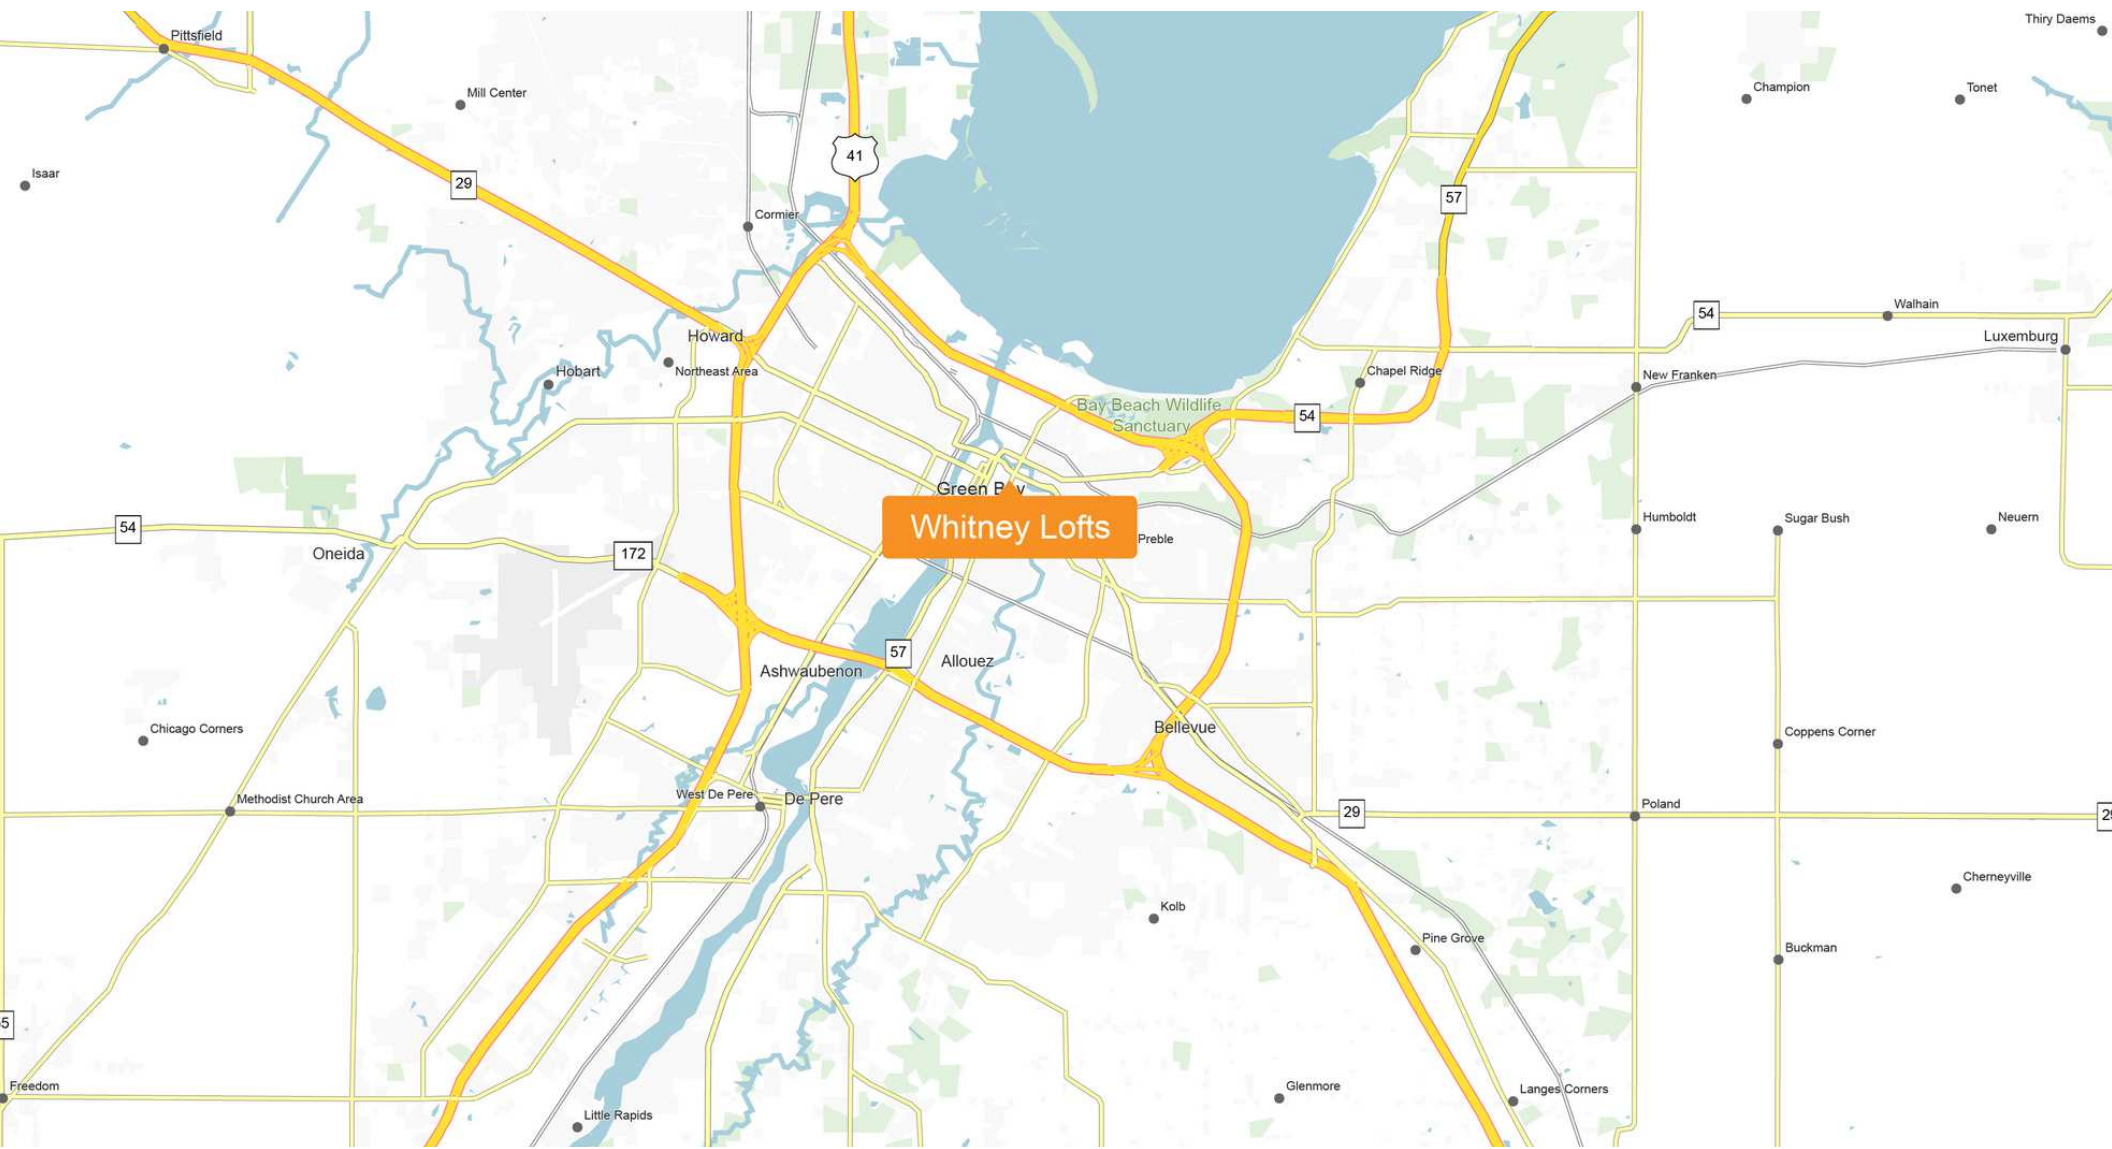 Thiry Daems
Pittsfield
Mill Center
Champion
Tonet
41
Isaar
29
57
Cormier
54
Walhain
Howard
Luxemburg
Hobart
Northeast Area
Chapel Ridge
New Franken
Bay Beach Wildlife
Sanctuary
54
Green Bay
Whitney Lofts
54
Humboldt
Sugar Bush
Neuern
Preble
Oneida
172
57
Allouez
Ashwaubenon
Chicago Corners
Bellevue
Coppens Corner
West De Pere
De Pere
Methodist Church Area
29
Poland
29
Cherneyville
Kolb
Pine Grove
Buckman
Freedom
Glenmore
Langes Corners
Little Rapids